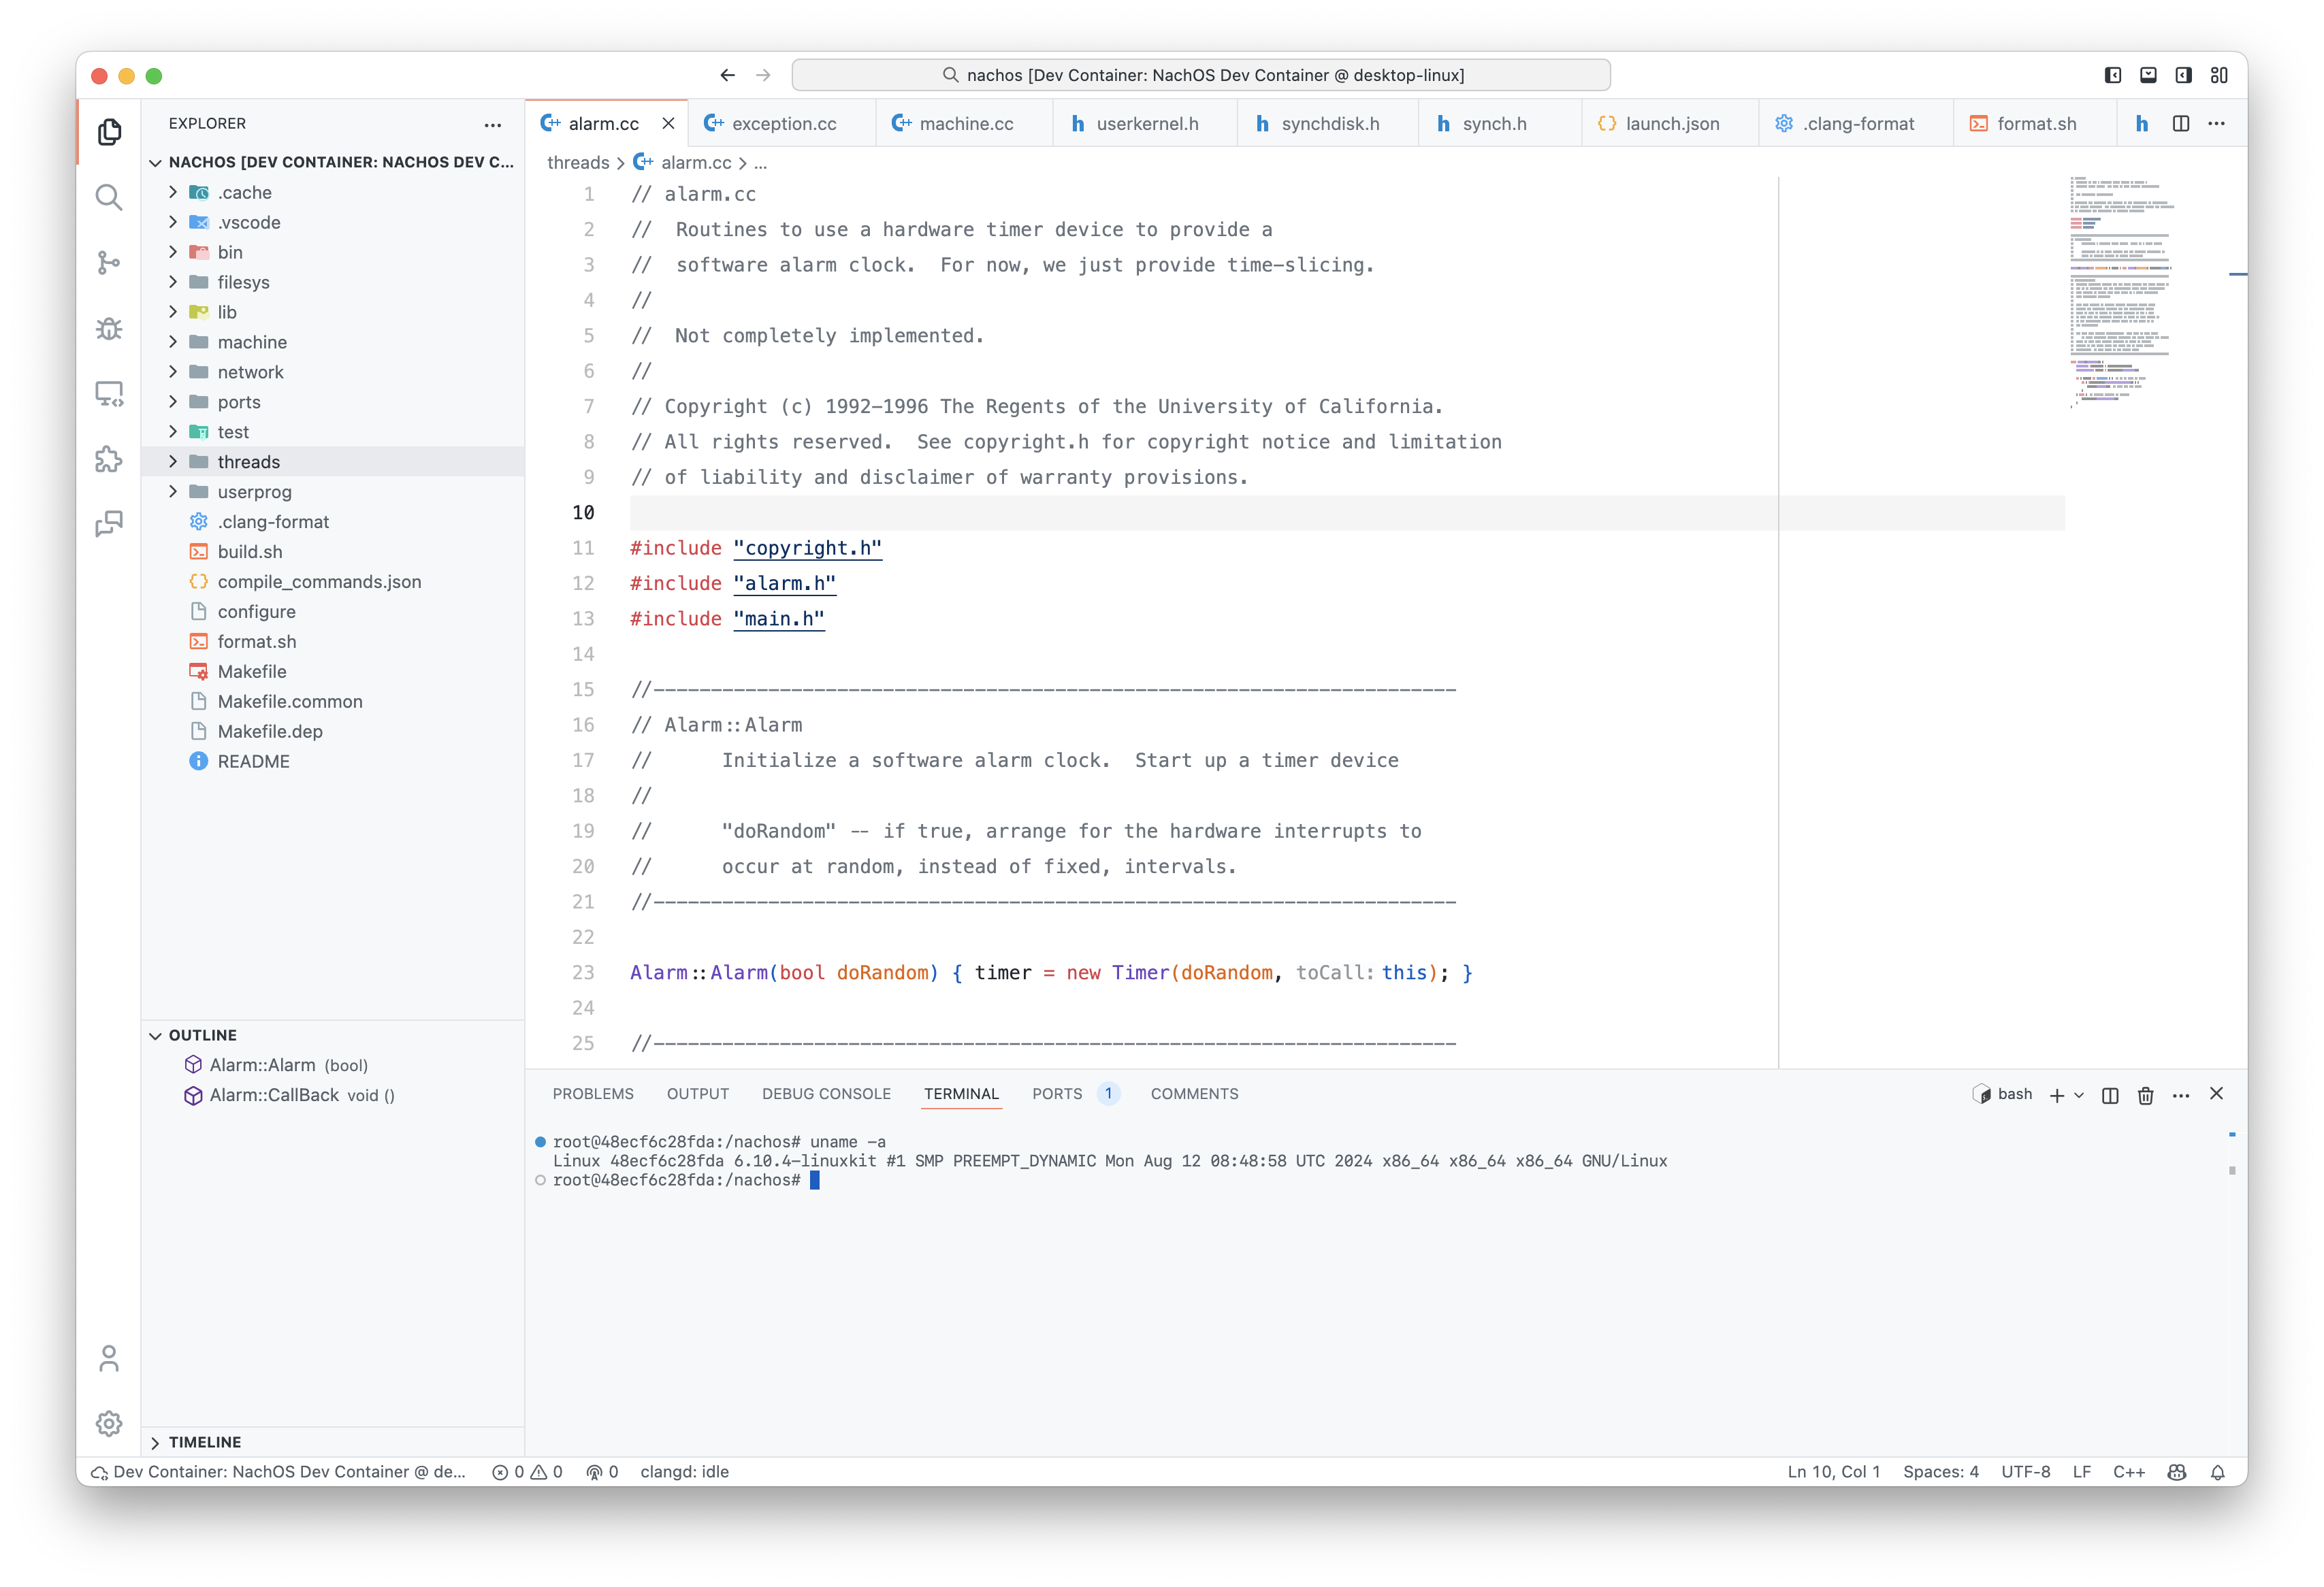 nachos [Dev Container: NachOS Dev Container @ desktop-linux]
EXPLORER
NACHOS [DEV CONTAINER: NACHOS DEV C...
.cache
.vscode
bin
filesys
lib
machine
network
ports
test
threads
userprog
.clang-format
build.sh
compile_commands.json
configure
format.sh
Makefile
Makefile.common
Makefile.dep
README
OUTLINE
Alarm::Alarm (bool)
Alarm::CallBack void ()
TIMELINE
alarm.cc exception.cc machine.cc userkernel.h synchdisk.h synch.h launch.json .clang-format format.sh
threads > alarm.cc > ...
1 // alarm.cc
2 //  Routines to use a hardware timer device to provide a
3 //  software alarm clock.  For now, we just provide time-slicing.
4 //
5 //  Not completely implemented.
6 //
7 // Copyright (c) 1992-1996 The Regents of the University of California.
8 // All rights reserved.  See copyright.h for copyright notice and limitation
9 // of liability and disclaimer of warranty provisions.
10
11 #include "copyright.h"
12 #include "alarm.h"
13 #include "main.h"
14
15 //----------------------------------------------------------------------
16 // Alarm::Alarm
17 //      Initialize a software alarm clock.  Start up a timer device
18 //
19 //      "doRandom" -- if true, arrange for the hardware interrupts to
20 //      occur at random, instead of fixed, intervals.
21 //----------------------------------------------------------------------
22
23 Alarm::Alarm(bool doRandom) { timer = new Timer(doRandom, toCall: this); }
24
25 //----------------------------------------------------------------------
PROBLEMS OUTPUT DEBUG CONSOLE TERMINAL PORTS 1 COMMENTS
bash
root@48ecf6c28fda:/nachos# uname -a
Linux 48ecf6c28fda 6.10.4-linuxkit #1 SMP PREEMPT_DYNAMIC Mon Aug 12 08:48:58 UTC 2024 x86_64 x86_64 x86_64 GNU/Linux
root@48ecf6c28fda:/nachos#
Dev Container: NachOS Dev Container @ de... 0 0 0 clangd: idle Ln 10, Col 1 Spaces: 4 UTF-8 LF C++